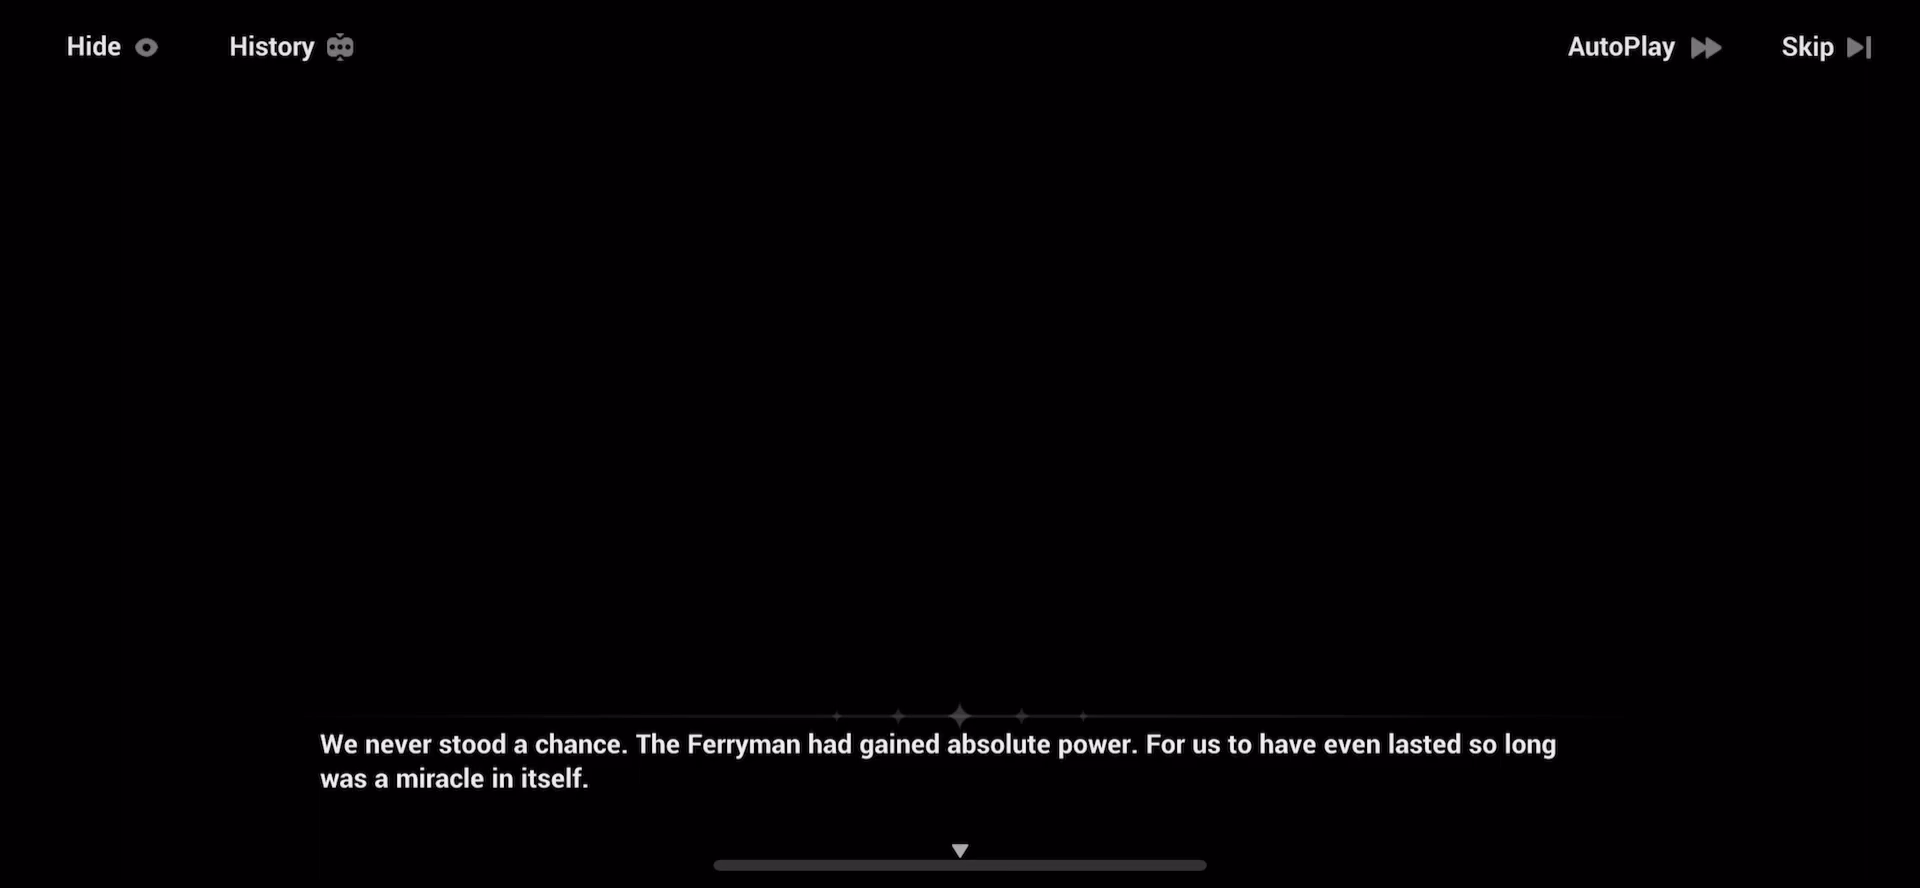 Hide
History
AutoPlay
Skip
We never stood a chance. The Ferryman had gained absolute power. For us to have even lasted so long
was a miracle in itself.